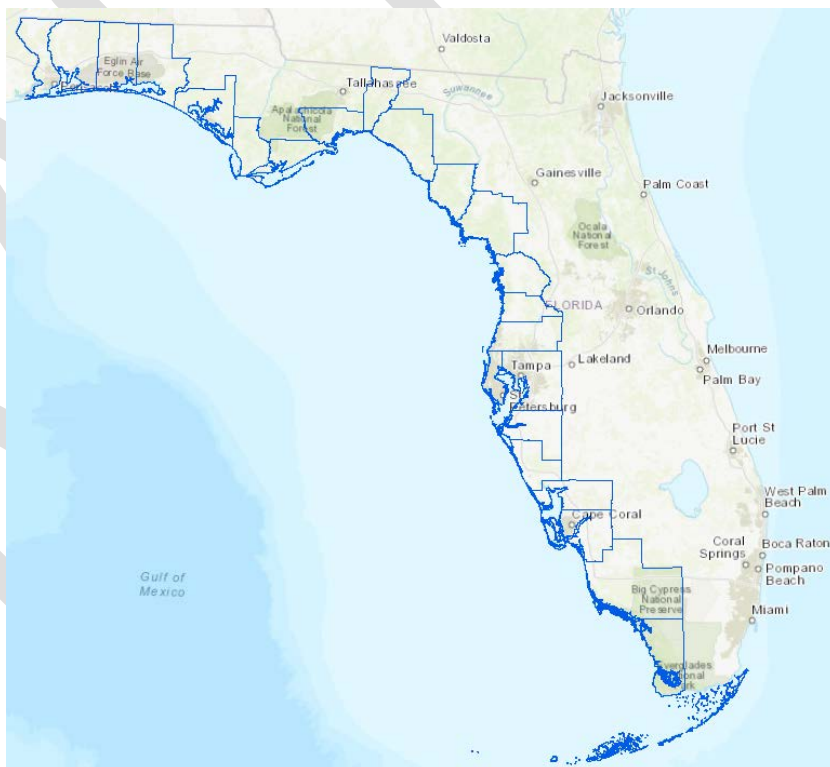 Valdosta
Eglin Air
Force Base
Tallahassee
Suwannee
Jacksonville
Apalachicola
National
Forest
Gainesville
Palm Coast
Ocala
National
Forest
St Johns
FLORIDA
Orlando
Melbourne
Lakeland
Tampa
Palm Bay
St
Petersburg
Port St
Lucie
West Palm
Beach
Cape Coral
Coral
Springs
Boca Raton
Pompano
Beach
Gulf of
Mexico
Big Cypress
National
Preserve
Miami
Everglades
National
Park